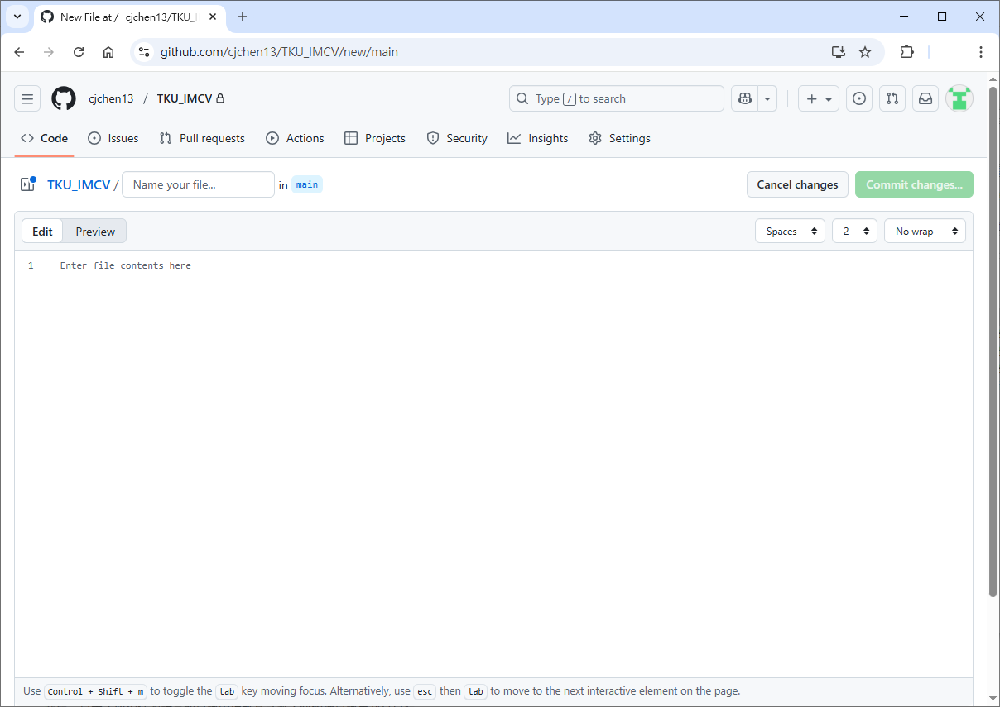 New File at / · cjchen13/TKU_I
github.com/cjchen13/TKU_IMCV/new/main
cjchen13 / TKU_IMCV
Type / to search
Code Issues Pull requests Actions Projects Security Insights Settings
TKU_IMCV / Name your file... in main Cancel changes Commit changes...
Edit Preview Spaces 2 No wrap
1 Enter file contents here
Use Control + Shift + m to toggle the tab key moving focus. Alternatively, use esc then tab to move to the next interactive element on the page.